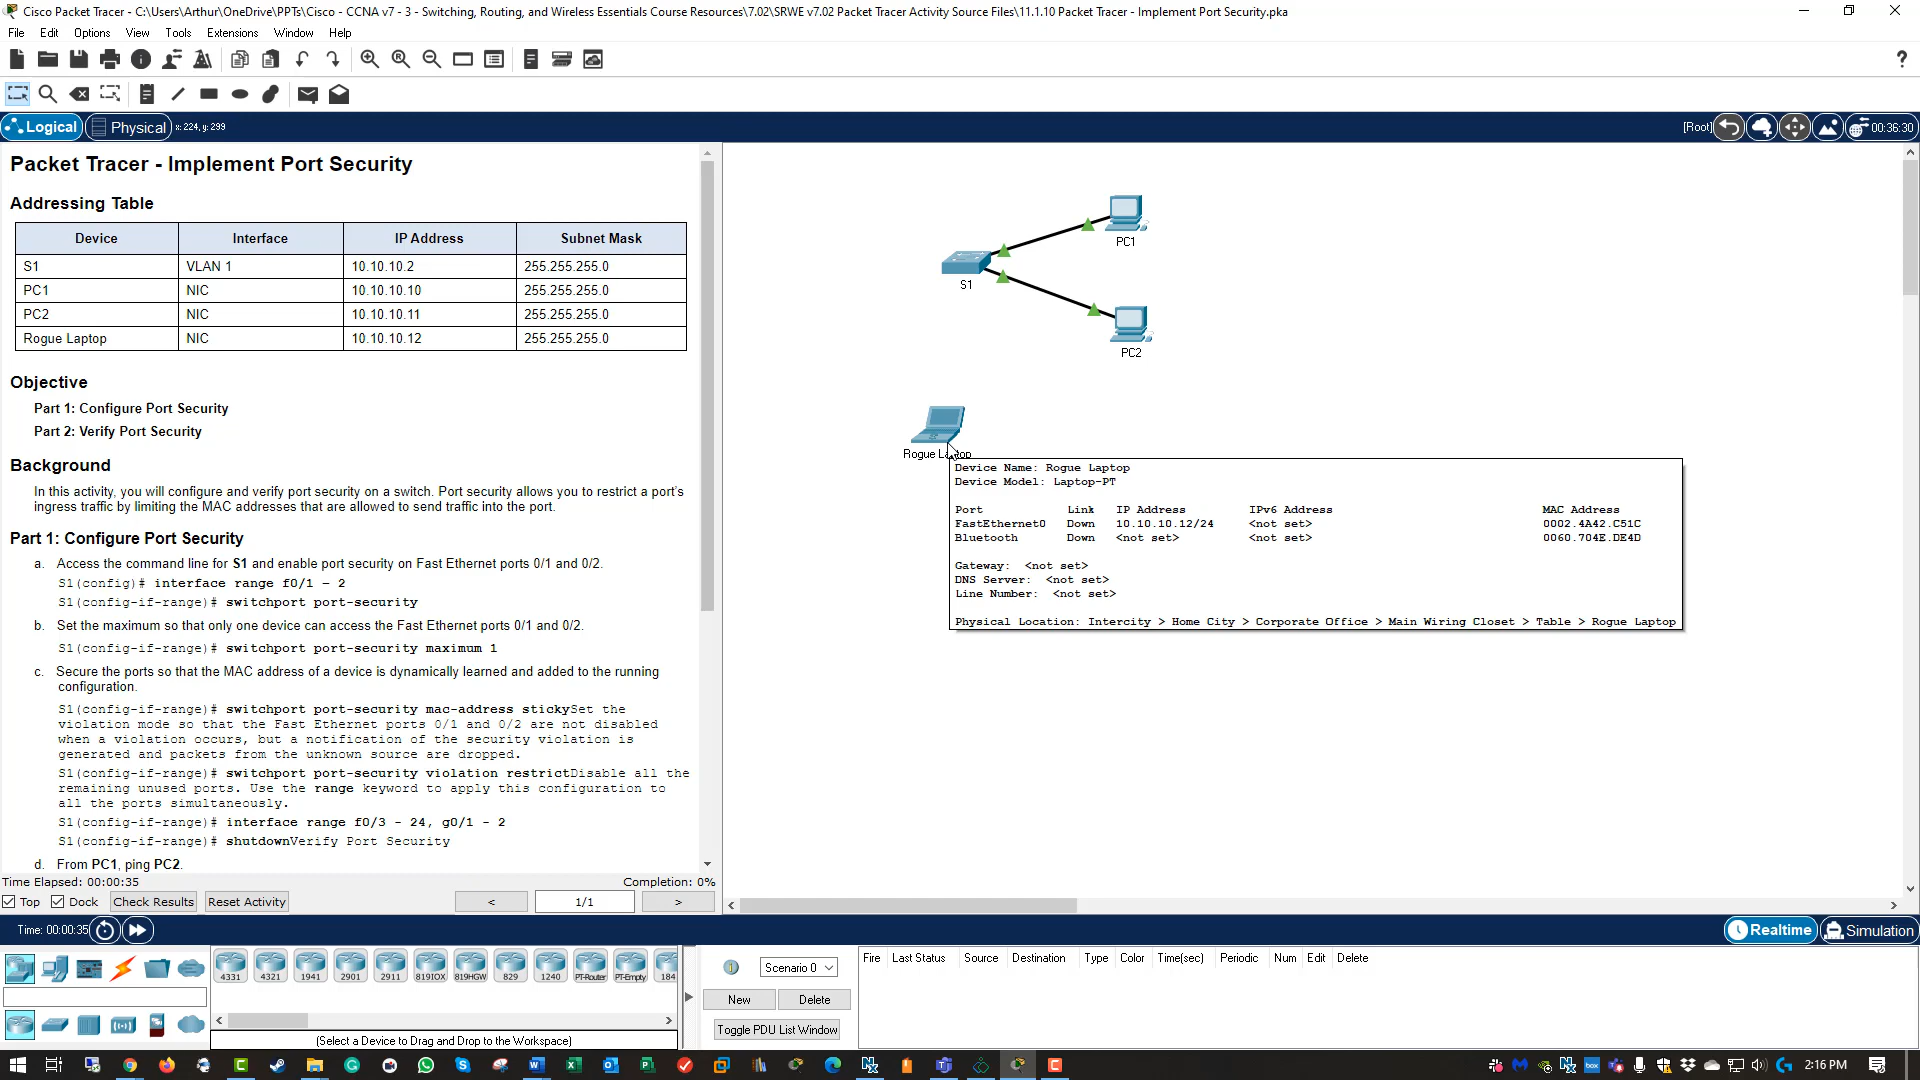 Cisco Packet Tracer - C:\Users\Arthur\OneDrive\PPTs\Cisco - CCNA v7 - 3 - Switching, Routing, and Wireless Essentials Course Resources\7.02\SRWE v7.02 Packet Tracer Activity Source Files\11.1.10 Packet Tracer - Implement Port Security.pka
File Edit Options View Tools Extensions Window Help
Logical Physical x: 224, y: 299 [Root] 00:36:30
Packet Tracer - Implement Port Security
Addressing Table
Device Interface IP Address Subnet Mask
S1 VLAN 1 10.10.10.2 255.255.255.0
PC1 NIC 10.10.10.10 255.255.255.0
PC2 NIC 10.10.10.11 255.255.255.0
Rogue Laptop NIC 10.10.10.12 255.255.255.0
Objective
Part 1: Configure Port Security
Part 2: Verify Port Security
Background
In this activity, you will configure and verify port security on a switch. Port security allows you to restrict a port's
ingress traffic by limiting the MAC addresses that are allowed to send traffic into the port.
Part 1: Configure Port Security
a. Access the command line for S1 and enable port security on Fast Ethernet ports 0/1 and 0/2.
S1(config)# interface range f0/1 – 2
S1(config-if-range)# switchport port-security
b. Set the maximum so that only one device can access the Fast Ethernet ports 0/1 and 0/2.
S1(config-if-range)# switchport port-security maximum 1
c. Secure the ports so that the MAC address of a device is dynamically learned and added to the running
configuration.
S1(config-if-range)# switchport port-security mac-address stickySet the
violation mode so that the Fast Ethernet ports 0/1 and 0/2 are not disabled
when a violation occurs, but a notification of the security violation is
generated and packets from the unknown source are dropped.
S1(config-if-range)# switchport port-security violation restrictDisable all the
remaining unused ports. Use the range keyword to apply this configuration to
all the ports simultaneously.
S1(config-if-range)# interface range f0/3 - 24, g0/1 - 2
S1(config-if-range)# shutdownVerify Port Security
d. From PC1, ping PC2.
Time Elapsed: 00:00:35 Completion: 0%
Top Dock Check Results Reset Activity < 1/1 >
PC1
S1
PC2
Rogue Laptop
Device Name: Rogue Laptop
Device Model: Laptop-PT
Port Link IP Address IPv6 Address MAC Address
FastEthernet0 Down 10.10.10.12/24 <not set> 0002.4A42.C51C
Bluetooth Down <not set> <not set> 0060.704E.DE4D
Gateway: <not set>
DNS Server: <not set>
Line Number: <not set>
Physical Location: Intercity > Home City > Corporate Office > Main Wiring Closet > Table > Rogue Laptop
Time: 00:00:35 Realtime Simulation
4331 4321 1941 2901 2911 819IOX 819HGW 829 1240 PT-Router PT-Empty 184
(Select a Device to Drag and Drop to the Workspace)
Scenario 0
New Delete
Toggle PDU List Window
Fire Last Status Source Destination Type Color Time(sec) Periodic Num Edit Delete
2:16 PM